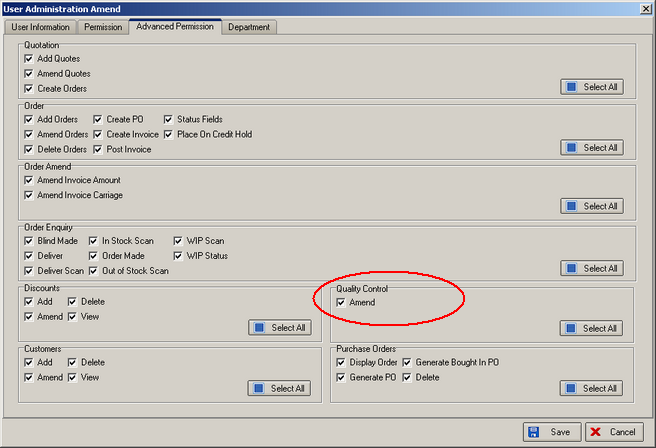 User Administration Amend
User Information Permission Advanced Permission Department
Quotation
Add Quotes
Amend Quotes
Create Orders
Select All
Order
Add Orders Create PO Status Fields
Amend Orders Create Invoice Place On Credit Hold
Delete Orders Post Invoice
Select All
Order Amend
Amend Invoice Amount
Amend Invoice Carriage
Select All
Order Enquiry
Blind Made In Stock Scan WIP Scan
Deliver Order Made WIP Status
Deliver Scan Out of Stock Scan
Select All
Discounts
Add Delete
Amend View
Select All
Quality Control
Amend
Select All
Customers
Add Delete
Amend View
Select All
Purchase Orders
Display Order Generate Bought In PO
Generate PO Delete
Select All
Save Cancel